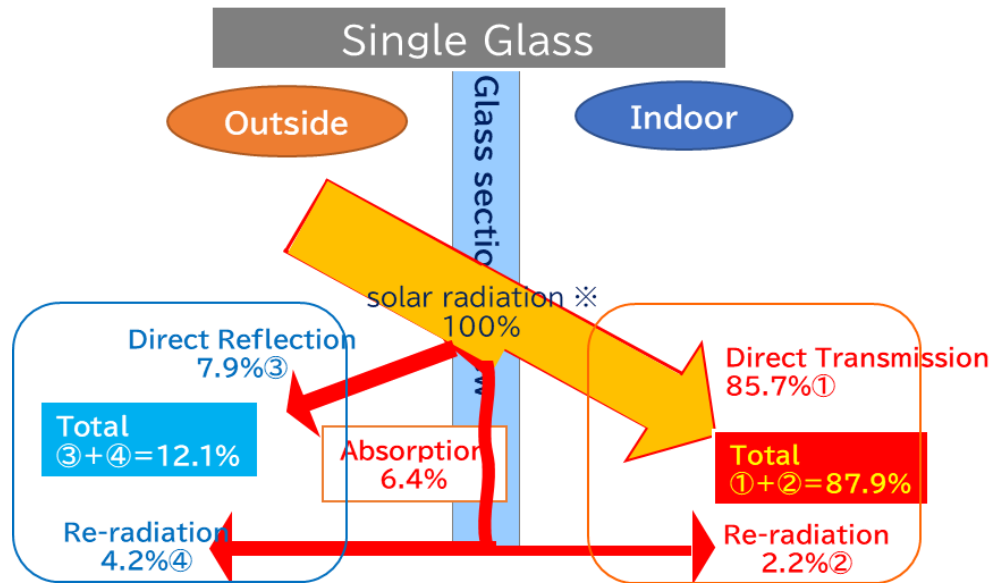 Single Glass
Outside
Indoor
Glass section
w
solar radiation ※
100%
Direct Reflection
7.9%③
Total
③+④=12.1%
Absorption
6.4%
Re-radiation
4.2%④
Direct Transmission
85.7%①
Total
①+②=87.9%
Re-radiation
2.2%②